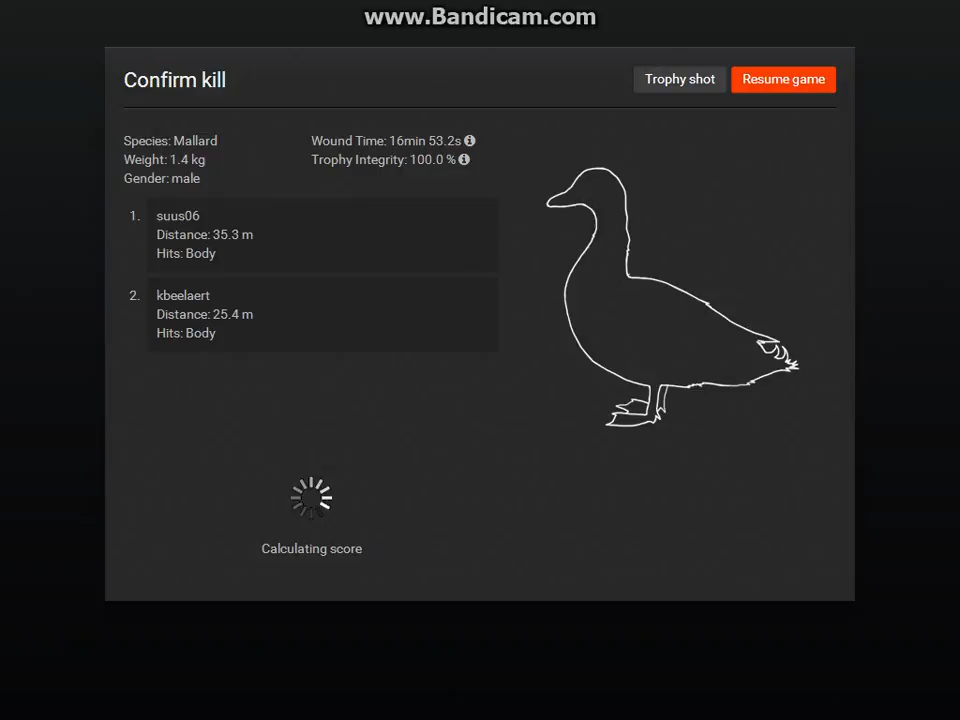 www.Bandicam.com
Confirm kill
Trophy shot
Resume game
Species: Mallard
Weight: 1.4 kg
Gender: male
Wound Time: 16min 53.2s
Trophy Integrity: 100.0 %
1. suus06
Distance: 35.3 m
Hits: Body
2. kbeelaert
Distance: 25.4 m
Hits: Body
Calculating score